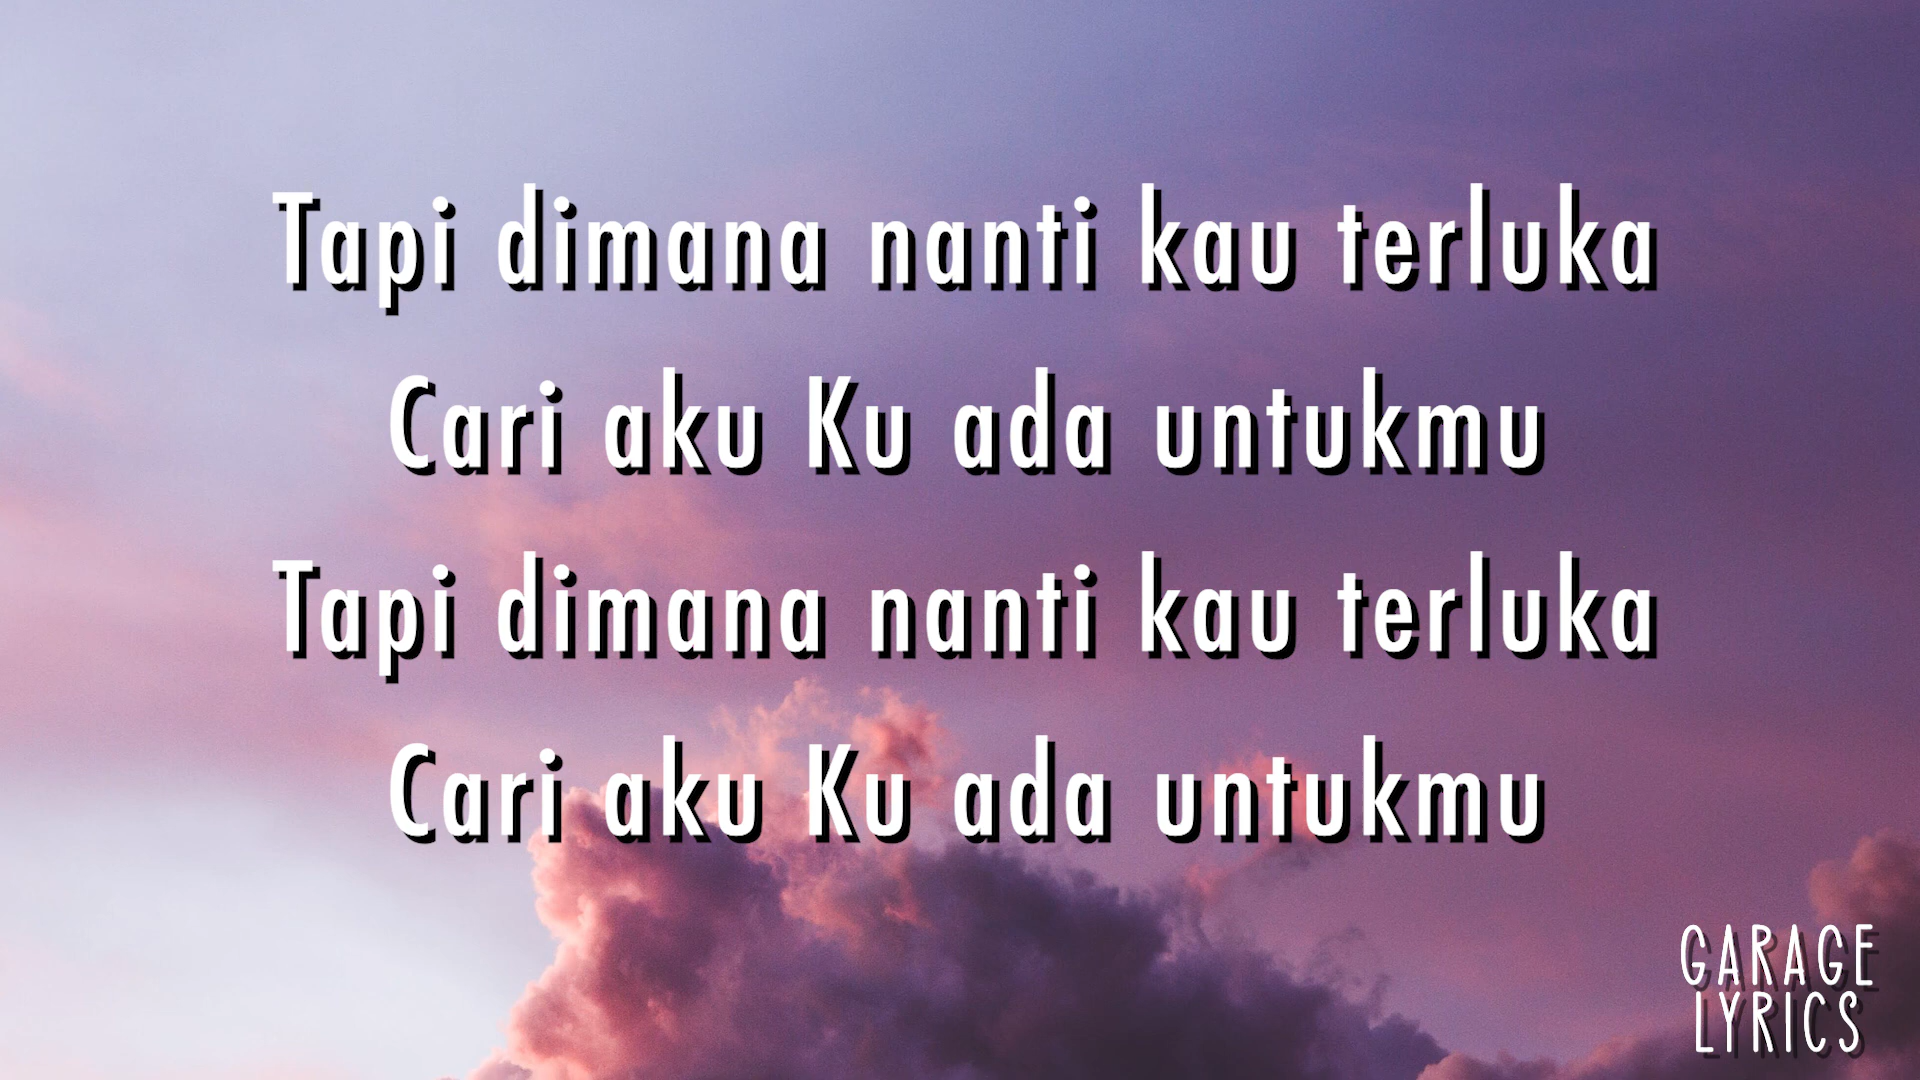 Tapi dimana nanti kau terluka
Cari aku Ku ada untukmu
Tapi dimana nanti kau terluka
Cari aku Ku ada untukmu
GARAGE
LYRICS